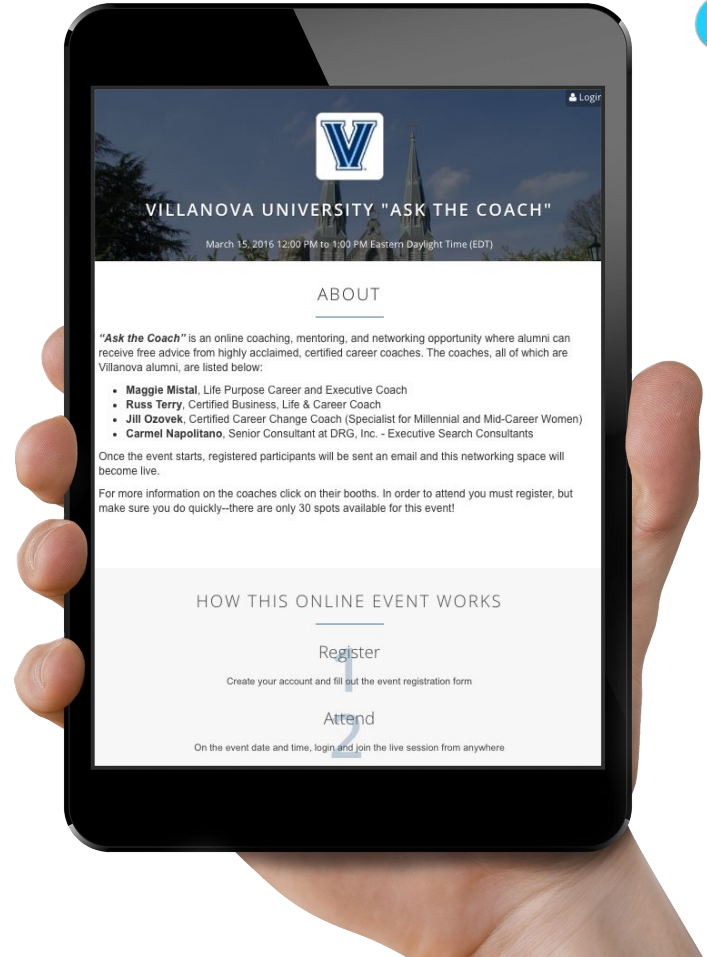 Login
V
VILLANOVA UNIVERSITY "ASK THE COACH"
March 15, 2016 12:00 PM to 1:00 PM Eastern Daylight Time (EDT)
ABOUT
“Ask the Coach” is an online coaching, mentoring, and networking opportunity where alumni can
receive free advice from highly acclaimed, certified career coaches. The coaches, all of which are
Villanova alumni, are listed below:
• Maggie Mistal, Life Purpose Career and Executive Coach
• Russ Terry, Certified Business, Life & Career Coach
• Jill Ozovek, Certified Career Change Coach (Specialist for Millennial and Mid-Career Women)
• Carmel Napolitano, Senior Consultant at DRG, Inc. - Executive Search Consultants
Once the event starts, registered participants will be sent an email and this networking space will
become live.
For more information on the coaches click on their booths. In order to attend you must register, but
make sure you do quickly--there are only 30 spots available for this event!
HOW THIS ONLINE EVENT WORKS
1
Register
Create your account and fill out the event registration form
2
Attend
On the event date and time, login and join the live session from anywhere